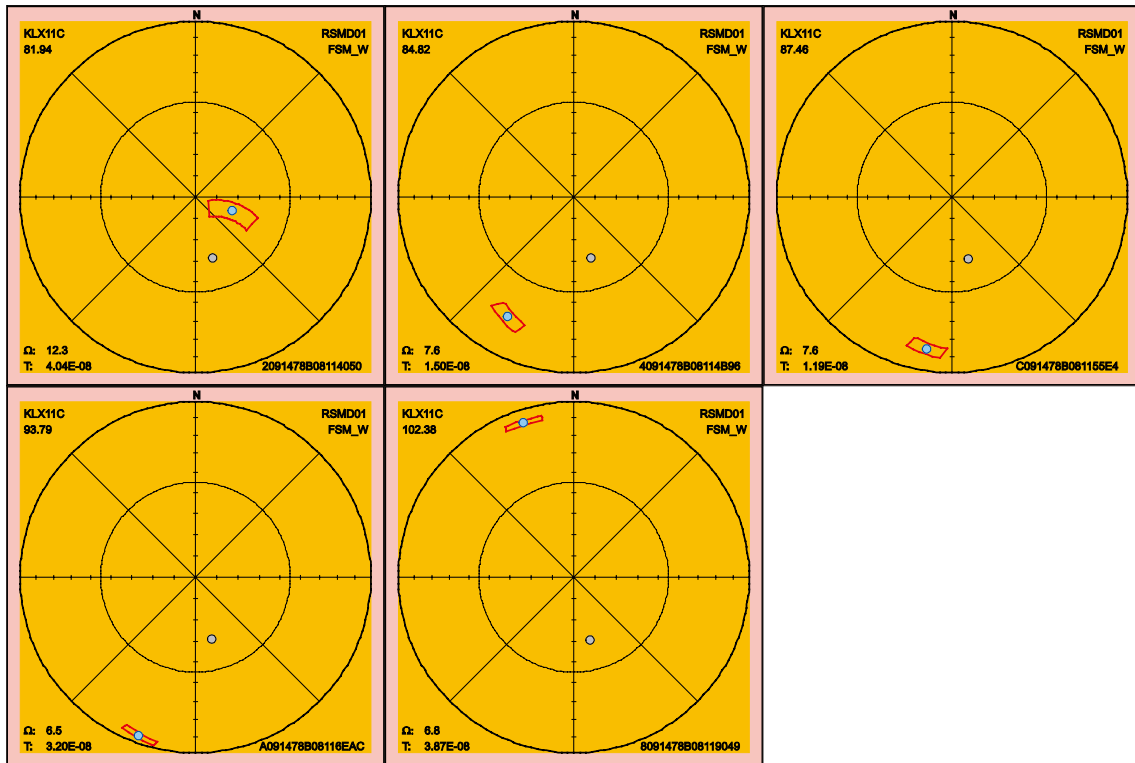 N
KLX11C RSMD01
81.94 FSM_W
Ω: 12.3
T: 4.04E-08 2091478B08114050
N
KLX11C RSMD01
84.82 FSM_W
Ω: 7.6
T: 1.50E-08 4091478B08114B96
N
KLX11C RSMD01
87.46 FSM_W
Ω: 7.6
T: 1.19E-08 C091478B081155E4
N
KLX11C RSMD01
93.79 FSM_W
Ω: 6.5
T: 3.20E-08 A091478B08116EAC
N
KLX11C RSMD01
102.38 FSM_W
Ω: 6.8
T: 3.87E-08 8091478B08119049